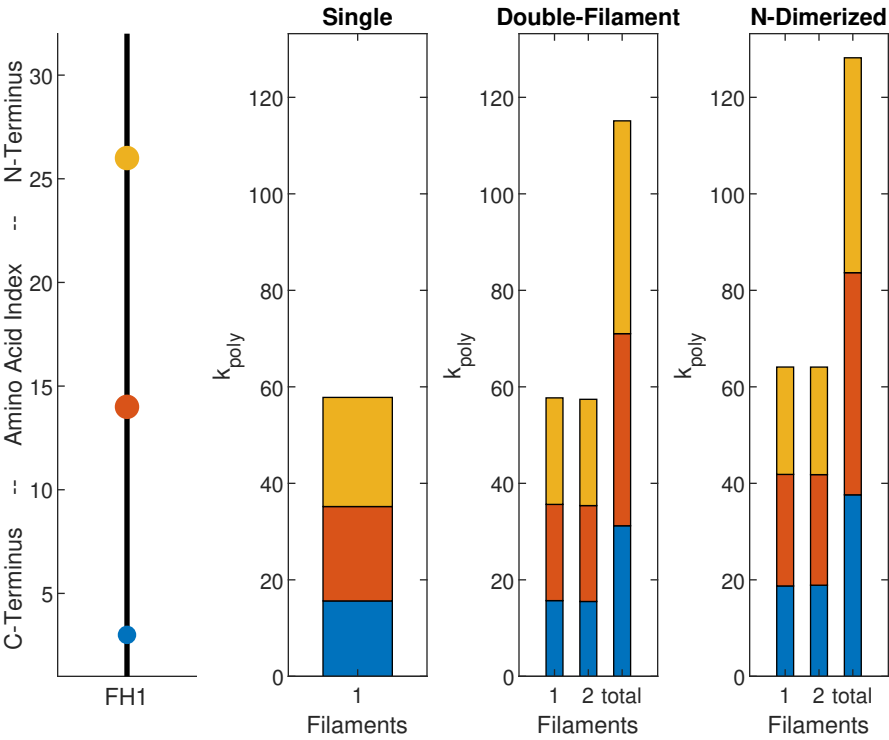 Single
Double-Filament
N-Dimerized
C-Terminus -- Amino Acid Index -- N-Terminus
30
25
20
15
10
5
FH1
k_poly
120
100
80
60
40
20
0
1
Filaments
k_poly
120
100
80
60
40
20
0
1 2 total
Filaments
k_poly
120
100
80
60
40
20
0
1 2 total
Filaments